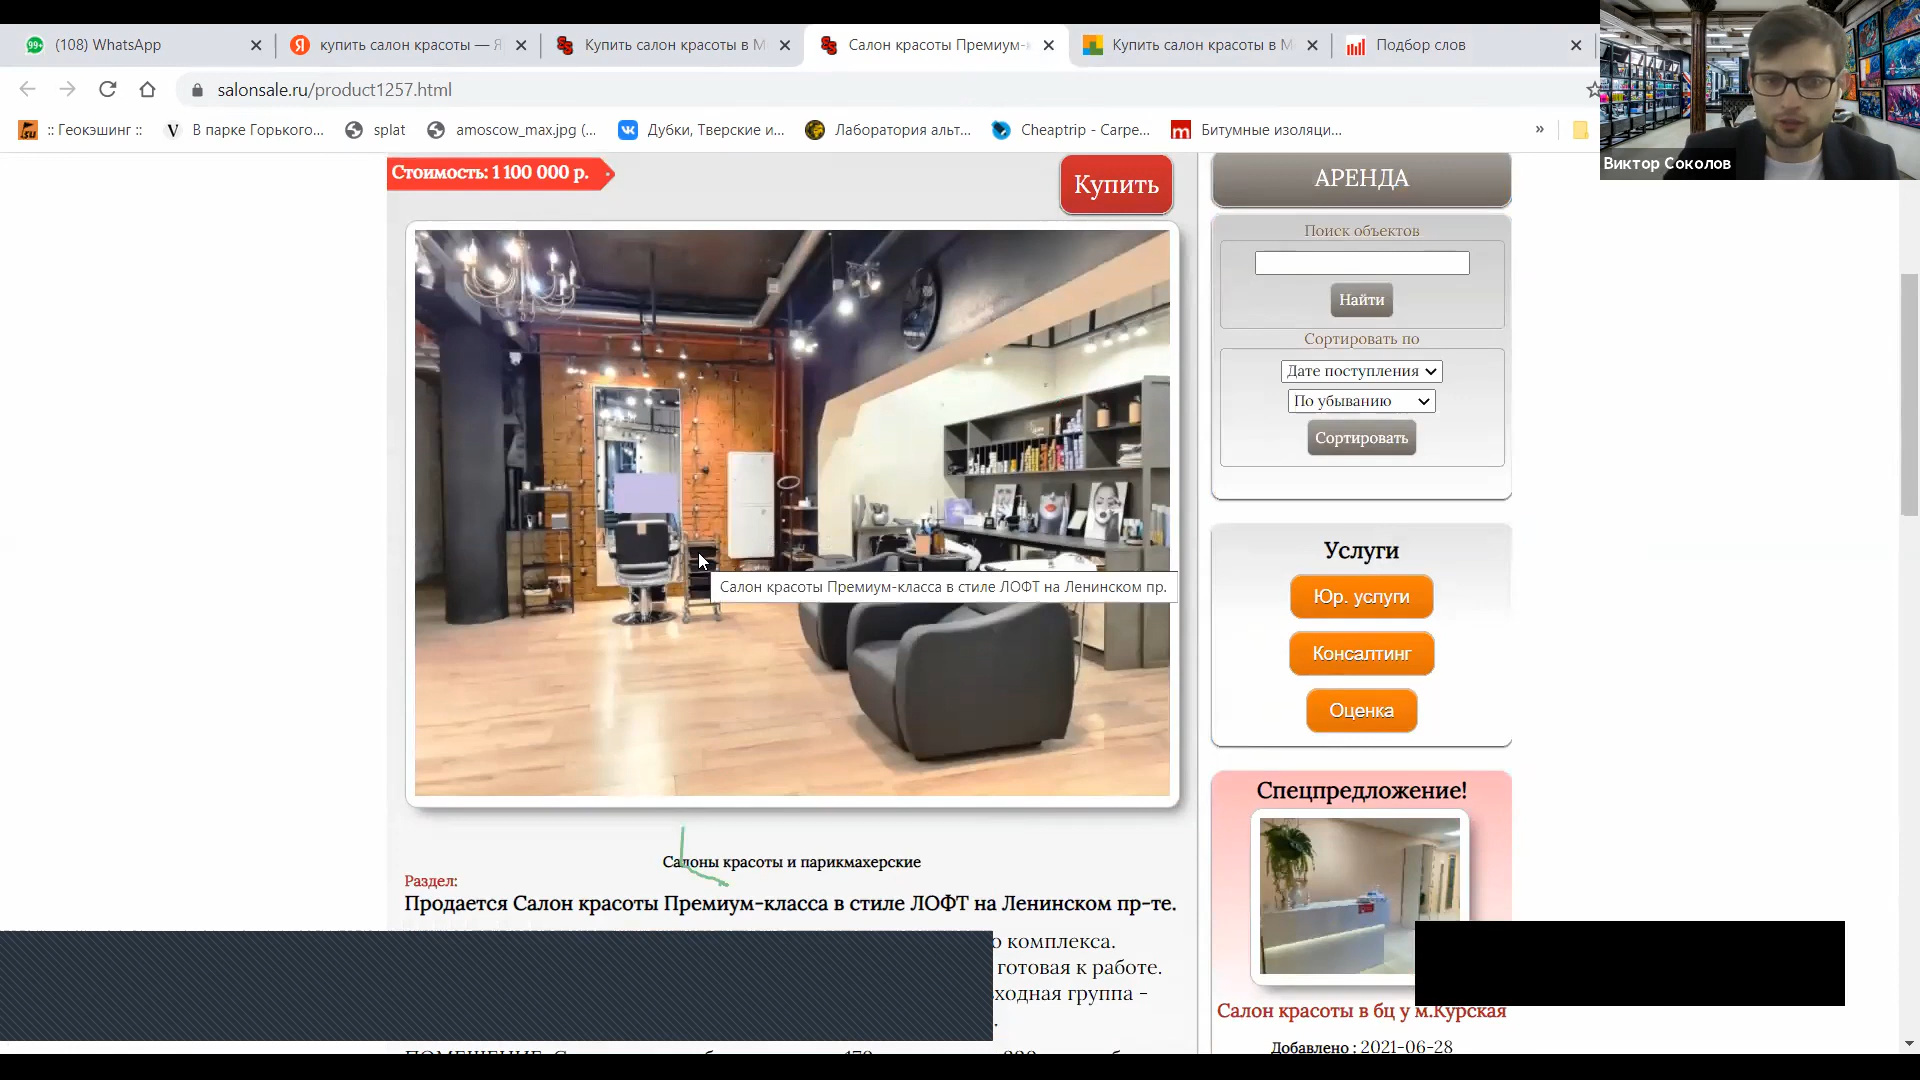 (108) WhatsApp
купить салон красоты — Я
Купить салон красоты в М
Салон красоты Премиум-к
Купить салон красоты в М
Подбор слов
salonsale.ru/product1257.html
:: Геокэшинг ::
В парке Горького...
splat
amoscow_max.jpg (...
Дубки, Тверские и...
Лаборатория альт...
Cheaptrip - Carpe...
Битумные изоляци...
»
Виктор Соколов
Стоимость: 1 100 000 р.
Купить
Салон красоты Премиум-класса в стиле ЛОФТ на Ленинском пр.
Салоны красоты и парикмахерские
Раздел:
Продается Салон красоты Премиум-класса в стиле ЛОФТ на Ленинском пр-те.
комплекса.
готовая к работе.
группа -
АРЕНДА
Поиск объектов
Найти
Сортировать по
Дате поступления
По убыванию
Сортировать
Услуги
Юр. услуги
Консалтинг
Оценка
Спецпредложение!
Салон красоты в бц у м.Курская
Добавлено : 2021-06-28